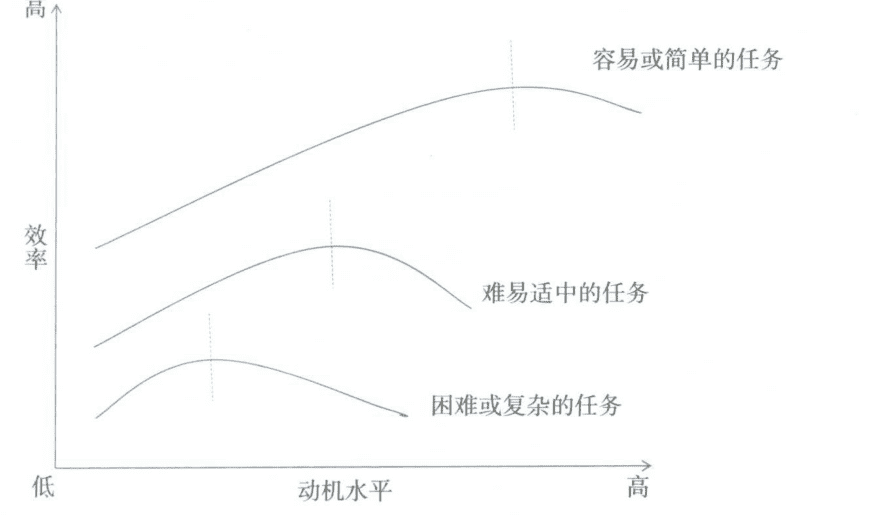 高
容易或简单的任务
效率
难易适中的任务
困难或复杂的任务
低
动机水平
高